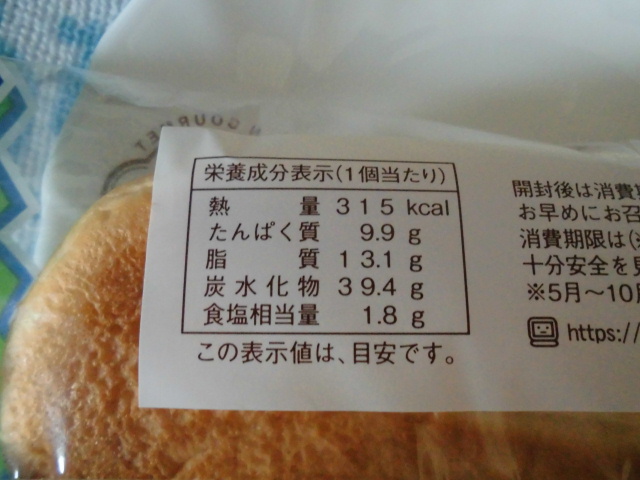 GOURMET
栄養成分表示(1個当たり)
熱量 315 kcal
たんぱく質 9.9 g
脂質 13.1 g
炭水化物 39.4 g
食塩相当量 1.8 g
この表示値は、目安です。
開封後は消費期
お早めにお召
消費期限は(
十分安全を見
※5月〜10月
https://